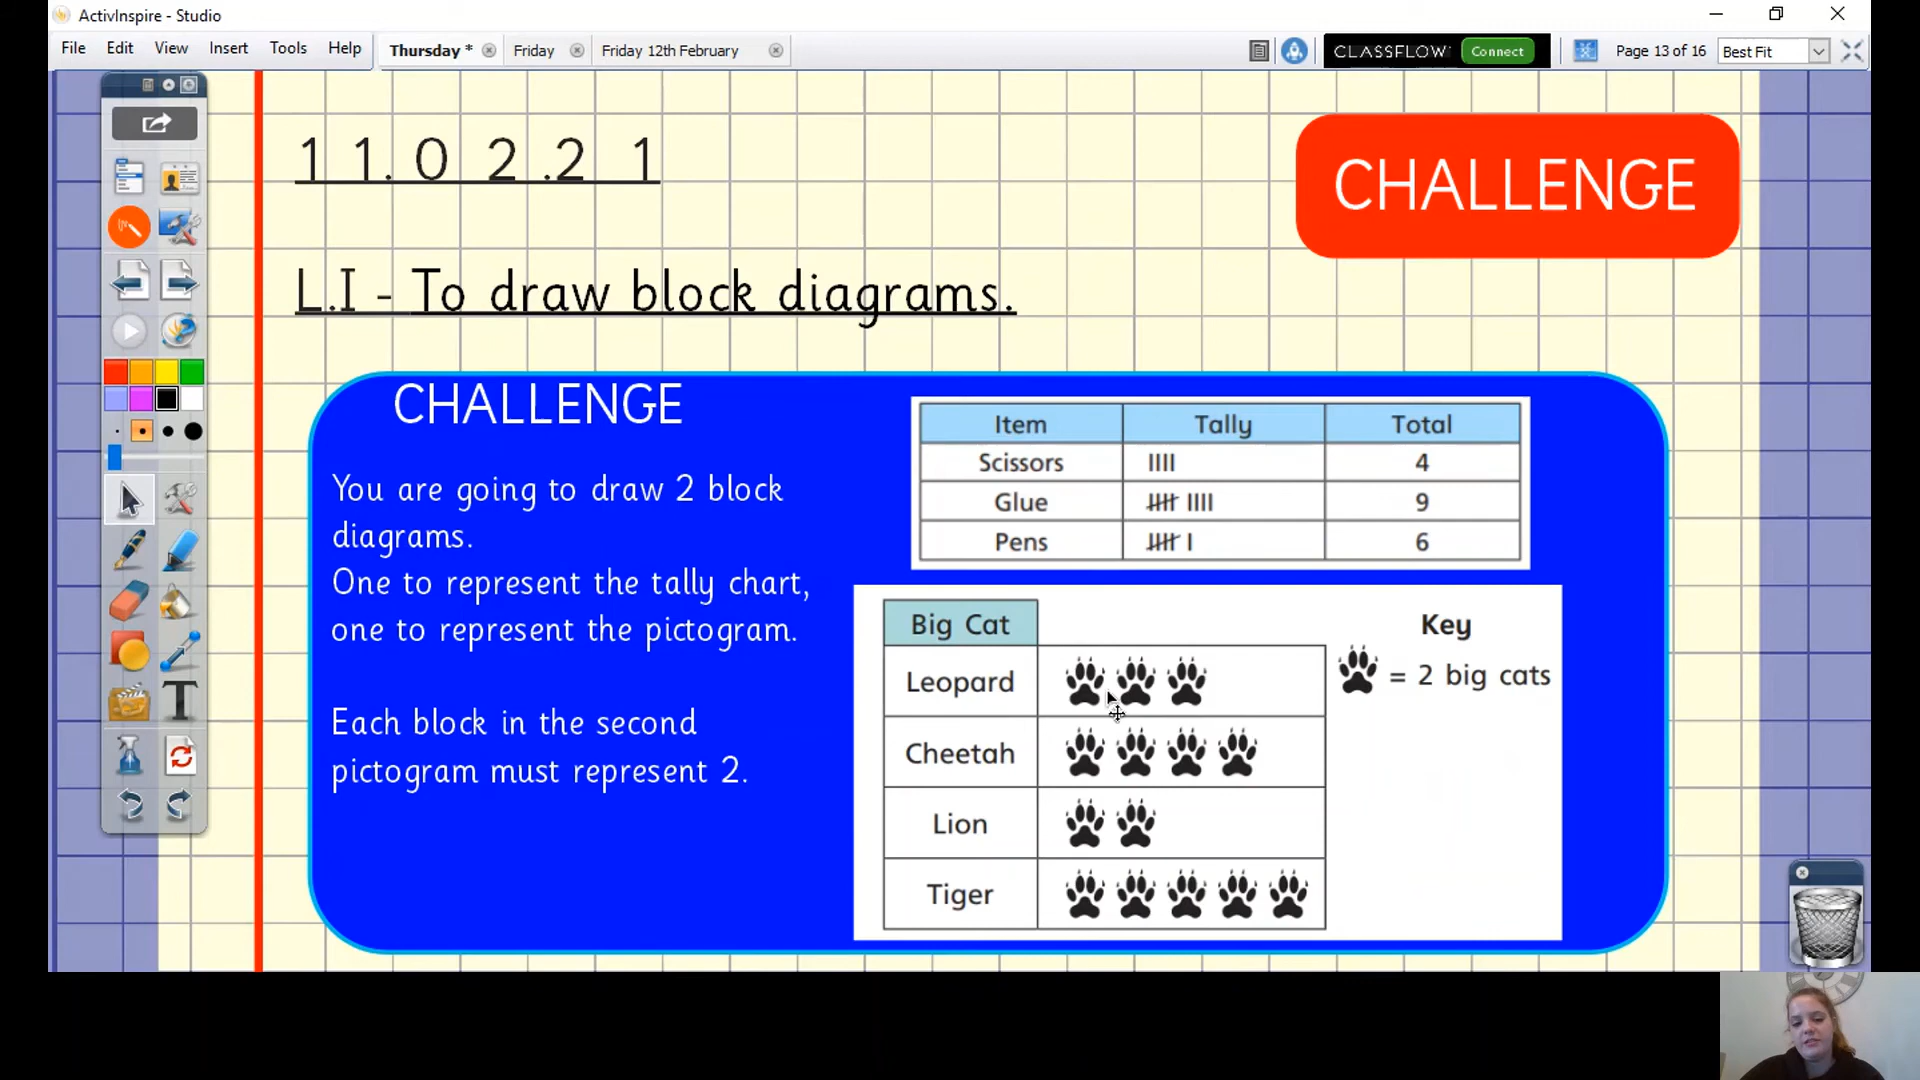 ActivInspire - Studio
File Edit View Insert Tools Help
Thursday * Friday Friday 12th February
CLASSFLOW Connect
Page 13 of 16 Best Fit
11.02.21
CHALLENGE
L.I - To draw block diagrams.
CHALLENGE
You are going to draw 2 block
diagrams.
One to represent the tally chart,
one to represent the pictogram.
Each block in the second
pictogram must represent 2.
Item Tally Total
Scissors 4
Glue 9
Pens 6
Big Cat
Leopard
Cheetah
Lion
Tiger
Key
= 2 big cats
T